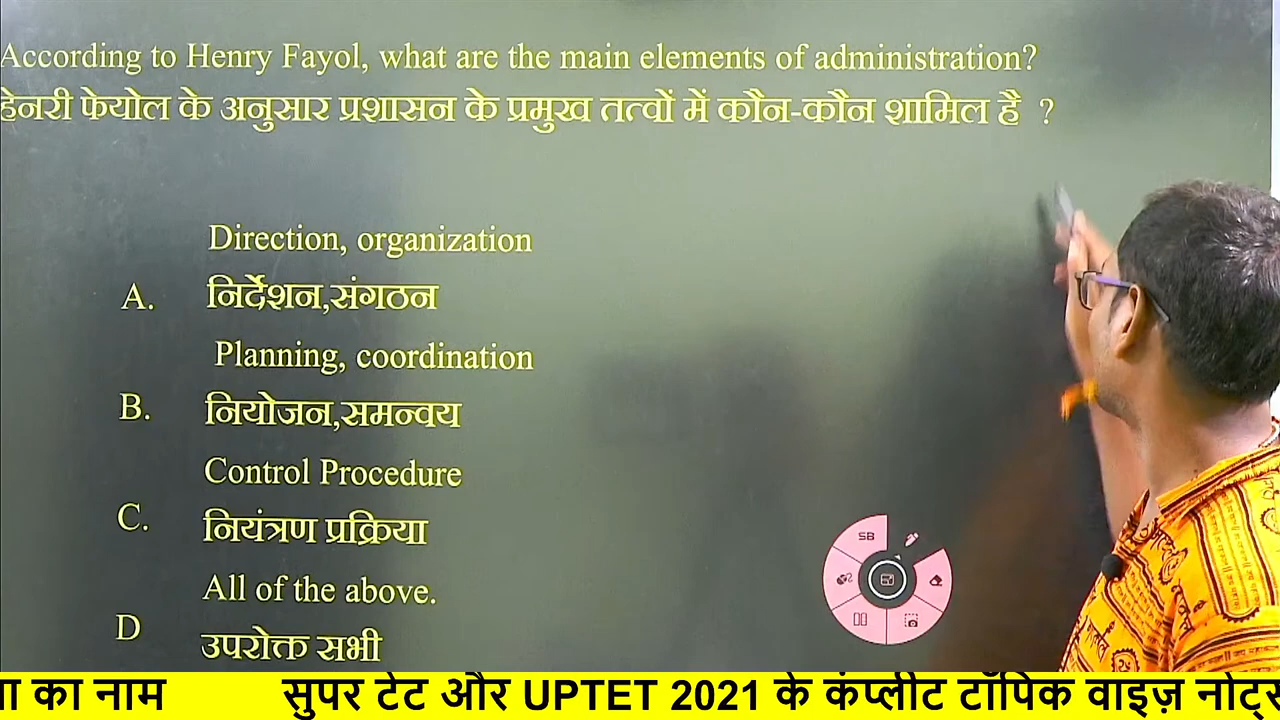 According to Henry Fayol, what are the main elements of administration?
हेनरी फेयोल के अनुसार प्रशासन के प्रमुख तत्वों में कौन-कौन शामिल है ?
Direction, organization
A. निर्देशन,संगठन
Planning, coordination
B. नियोजन,समन्वय
Control Procedure
C. नियंत्रण प्रक्रिया
All of the above.
D उपरोक्त सभी
SB
का नाम सुपर टेट और UPTET 2021 के कंप्लीट टॉपिक वाइज़ नोट्स